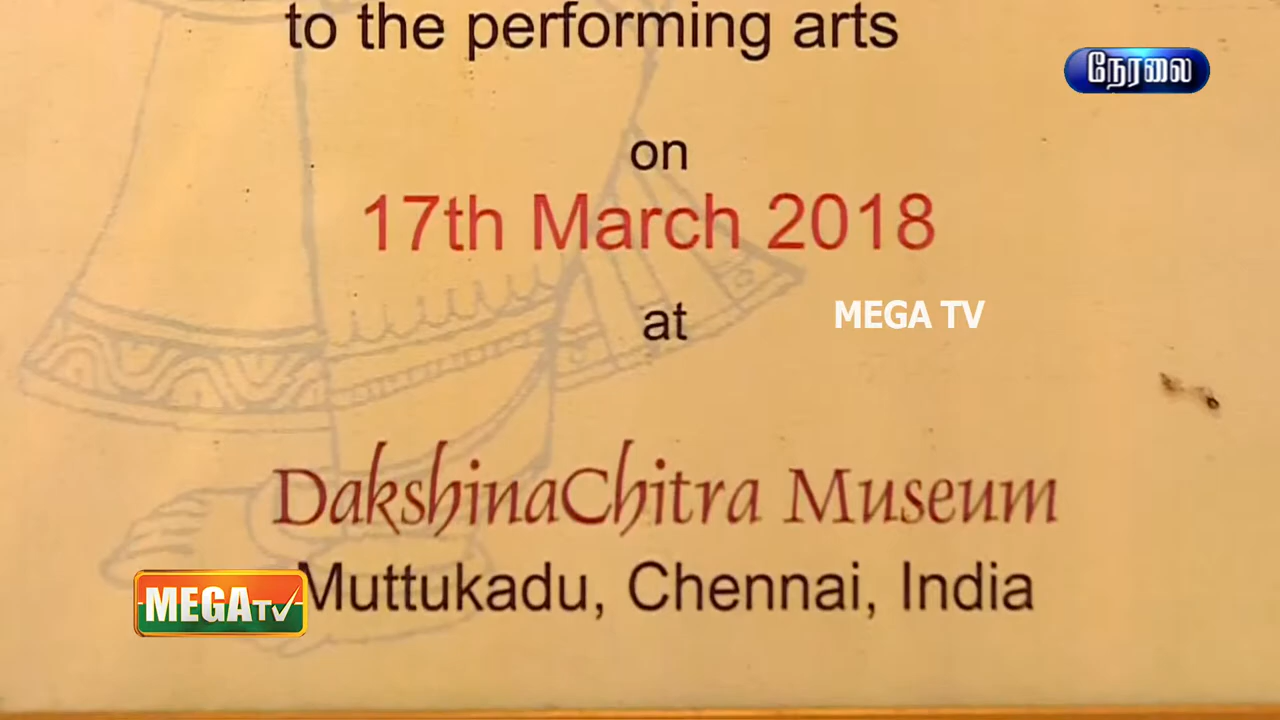 to the performing arts
நேரலை
on
17th March 2018
at
MEGA TV
DakshinaChitra Museum
Muttukadu, Chennai, India
MEGA TV